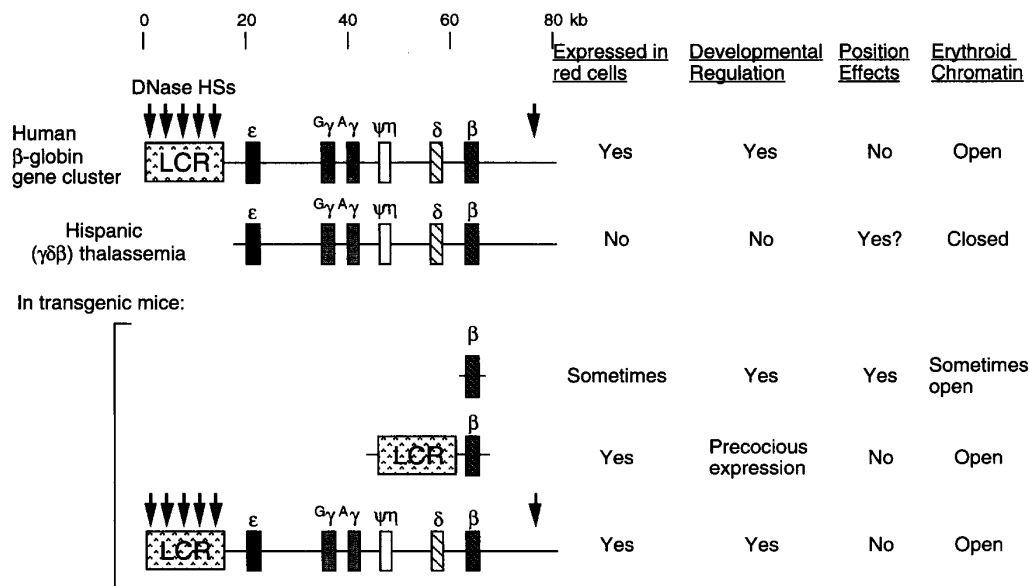 0 20 40 60 80 kb
Expressed in red cells
Developmental Regulation
Position Effects
Erythroid Chromatin
DNase HSs
Human β-globin gene cluster
LCR ε Gγ Aγ ψη δ β
Yes Yes No Open
Hispanic (γδβ) thalassemia
ε Gγ Aγ ψη δ β
No No Yes? Closed
In transgenic mice:
β
Sometimes Yes Yes Sometimes open
β
LCR
Yes Precocious expression No Open
ε Gγ Aγ ψη δ β
LCR
Yes Yes No Open